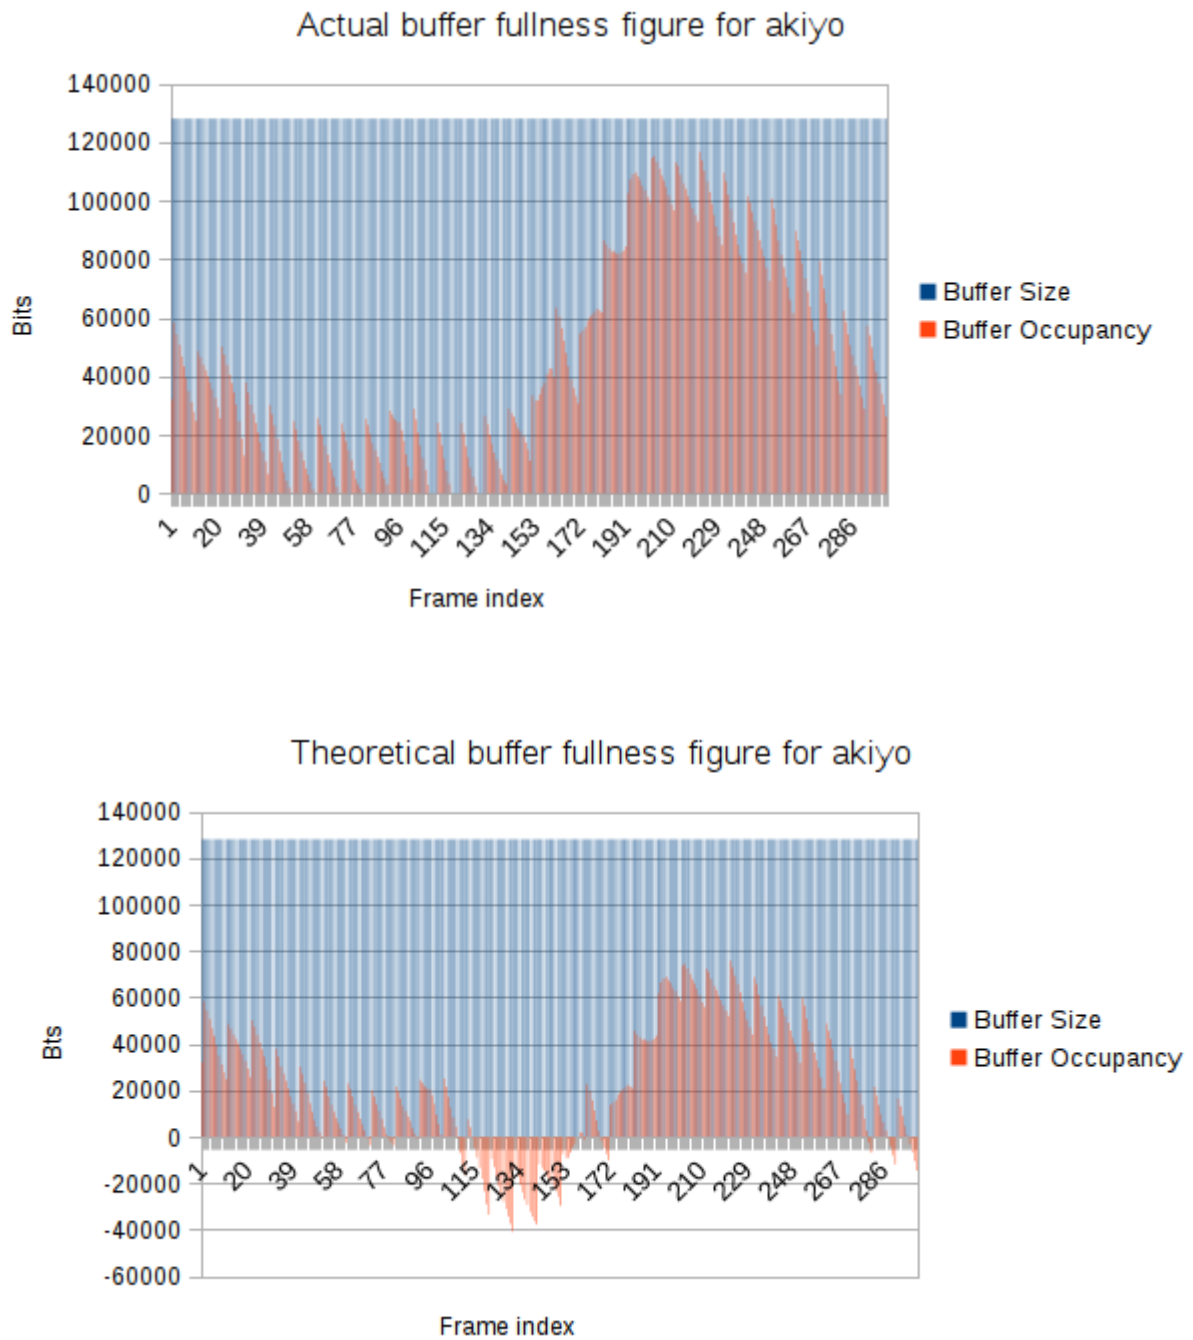 Actual buffer fullness figure for akiyo
140000
120000
100000
80000
60000
40000
20000
0
Bits
1 20 39 58 77 96 115 134 153 172 191 210 229 248 267 286
Frame index
Buffer Size
Buffer Occupancy
Theoretical buffer fullness figure for akiyo
140000
120000
100000
80000
60000
40000
20000
0
-20000
-40000
-60000
Bts
1 20 39 58 77 96 115 134 153 172 191 210 229 248 267 286
Frame index
Buffer Size
Buffer Occupancy